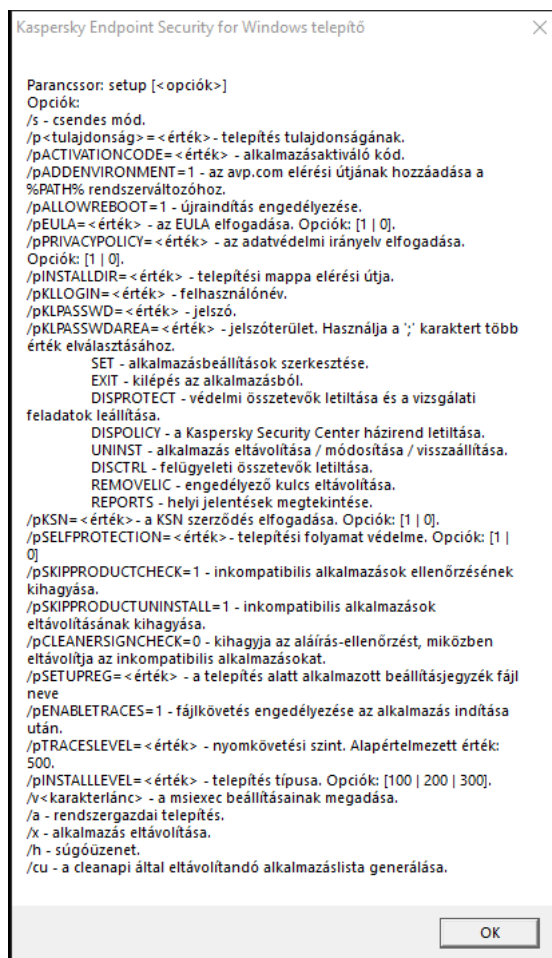 Kaspersky Endpoint Security for Windows telepítő
Parancssor: setup [<opciók>]
Opciók:
/s - csendes mód.
/p<tulajdonság>=<érték>- telepítés tulajdonságának.
/pACTIVATIONCODE=<érték> - alkalmazásaktiváló kód.
/pADDENVIRONMENT=1 - az avp.com elérési útjának hozzáadása a
%PATH% rendszerváltozóhoz.
/pALLOWREBOOT=1 - újraindítás engedélyezése.
/pEULA=<érték> - az EULA elfogadása. Opciók: [1 | 0].
/pPRIVACYPOLICY=<érték> - az adatvédelmi irányelv elfogadása.
Opciók: [1 | 0].
/pINSTALLDIR=<érték> - telepítési mappa elérési útja.
/pKLLOGIN=<érték> - felhasználónév.
/pKLPASSWD=<érték> - jelszó.
/pKLPASSWDAREA=<érték> - jelszóterület. Használja a ';' karaktert több
érték elválasztásához.
SET - alkalmazásbeállítások szerkesztése.
EXIT - kilépés az alkalmazásból.
DISPROTECT - védelmi összetevők letiltása és a vizsgálati
feladatok leállítása.
DISPOLICY - a Kaspersky Security Center házirend letiltása.
UNINST - alkalmazás eltávolítása / módosítása / visszaállítása.
DISCTRL - felügyeleti összetevők letiltása.
REMOVELIC - engedélyező kulcs eltávolítása.
REPORTS - helyi jelentések megtekintése.
/pKSN=<érték>- a KSN szerződés elfogadása. Opciók: [1 | 0].
/pSELFPROTECTION=<érték>- telepítési folyamat védelme. Opciók: [1 |
0]
/pSKIPPRODUCTCHECK=1 - inkompatibilis alkalmazások ellenőrzésének
kihagyása.
/pSKIPPRODUCTUNINSTALL=1 - inkompatibilis alkalmazások
eltávolításának kihagyása.
/pCLEANERSIGNCHECK=0 - kihagyja az aláírás-ellenőrzést, miközben
eltávolítja az inkompatibilis alkalmazásokat.
/pSETUPREG=<érték> - a telepítés alatt alkalmazott beállításjegyzék fájl
neve
/pENABLETRACES=1 - fájlkövetés engedélyezése az alkalmazás indítása
után.
/pTRACESLEVEL=<érték> - nyomkövetési szint. Alapértelmezett érték:
500.
/pINSTALLLEVEL=<érték> - telepítés típusa. Opciók: [100 | 200 | 300].
/v<karakterlánc> - a msiexec beállításainak megadása.
/a - rendszergazdai telepítés.
/x - alkalmazás eltávolítása.
/h - súgóüzenet.
/cu - a cleanapi által eltávolítandó alkalmazáslista generálása.
OK